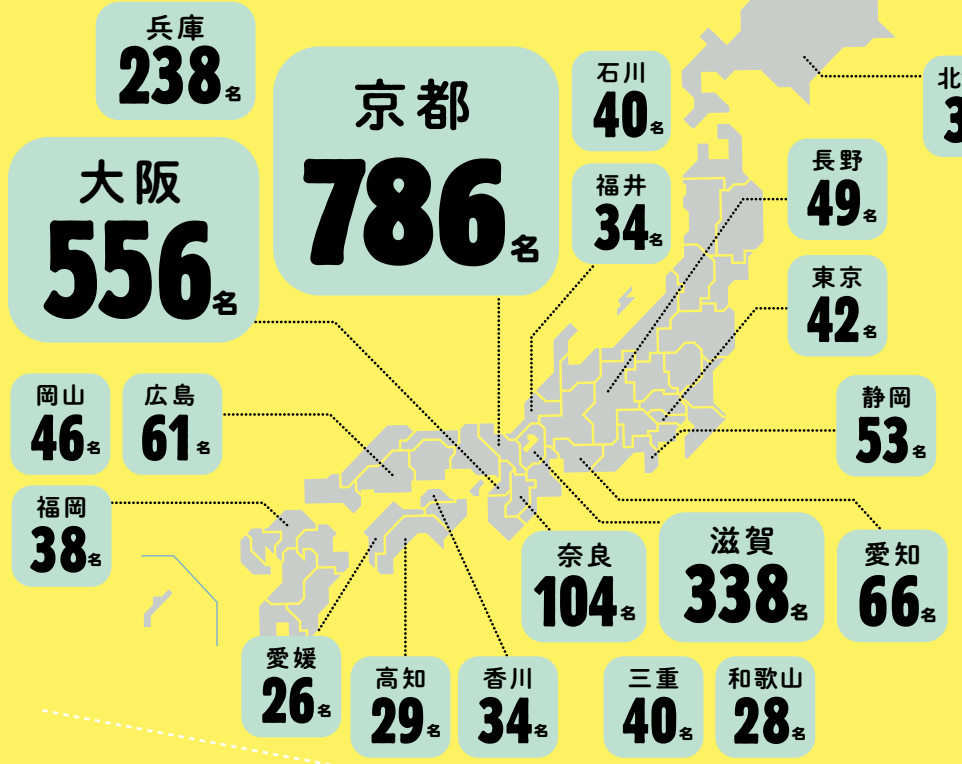 兵庫
238名
京都
786名
石川
40名
北
3
大阪
556名
福井
34名
長野
49名
東京
42名
岡山
46名
広島
61名
静岡
53名
福岡
38名
奈良
104名
滋賀
338名
愛知
66名
愛媛
26名
高知
29名
香川
34名
三重
40名
和歌山
28名